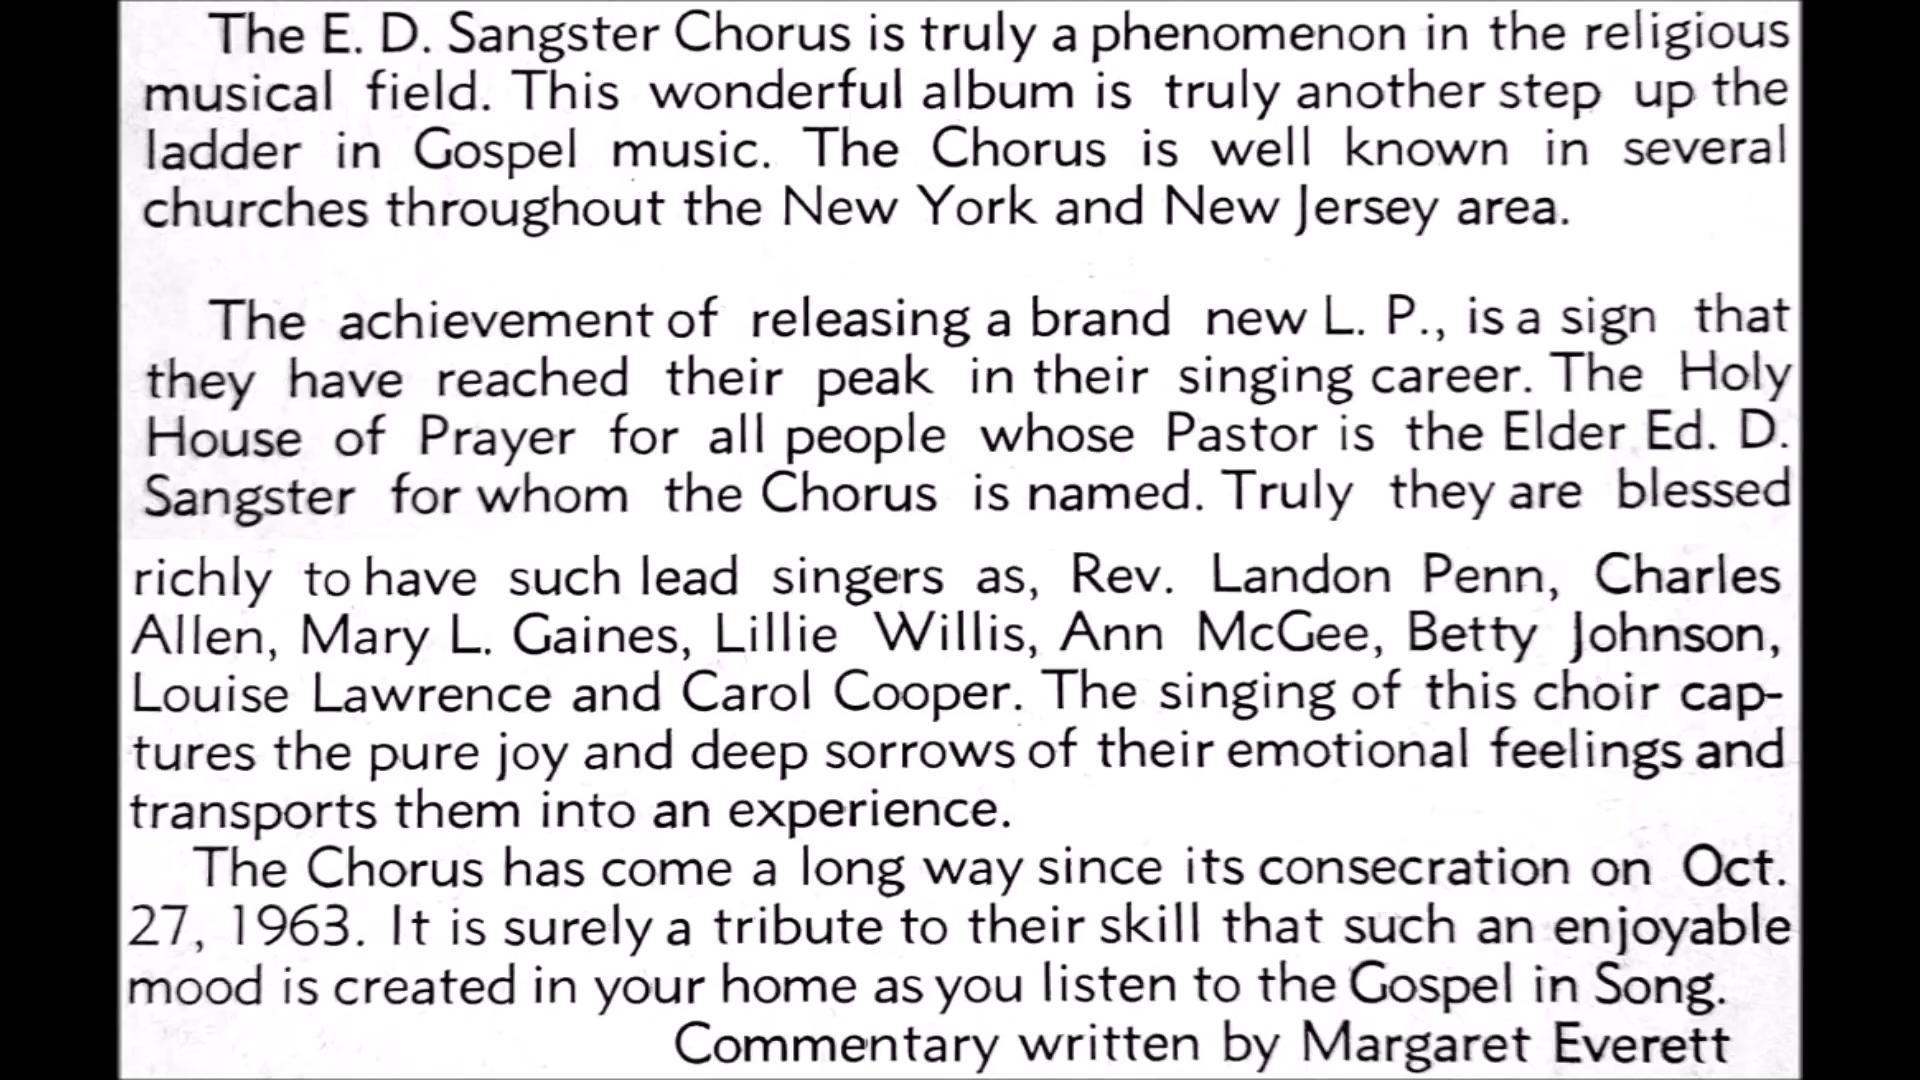 The E. D. Sangster Chorus is truly a phenomenon in the religious
musical field. This wonderful album is truly another step up the
ladder in Gospel music. The Chorus is well known in several
churches throughout the New York and New Jersey area.
The achievement of releasing a brand new L. P., is a sign that
they have reached their peak in their singing career. The Holy
House of Prayer for all people whose Pastor is the Elder Ed. D.
Sangster for whom the Chorus is named. Truly they are blessed
richly to have such lead singers as, Rev. Landon Penn, Charles
Allen, Mary L. Gaines, Lillie Willis, Ann McGee, Betty Johnson,
Louise Lawrence and Carol Cooper. The singing of this choir cap-
tures the pure joy and deep sorrows of their emotional feelings and
transports them into an experience.
The Chorus has come a long way since its consecration on Oct.
27, 1963. It is surely a tribute to their skill that such an enjoyable
mood is created in your home as you listen to the Gospel in Song.
Commentary written by Margaret Everett